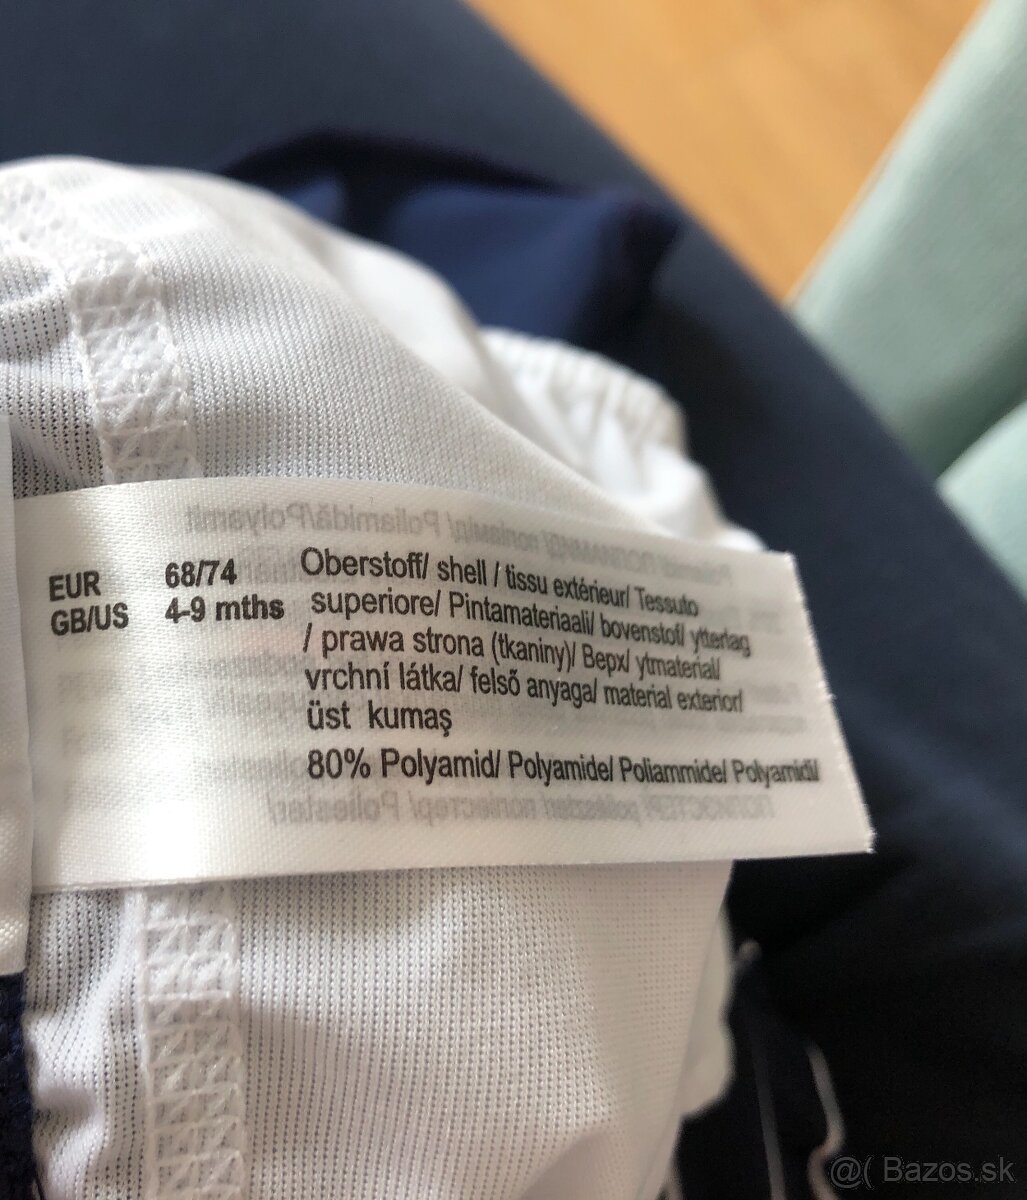 EUR 68/74
GB/US 4-9 mths
Oberstoff/ shell / tissu extérieur/ Tessuto
superiore/ Pintamateriaali/ bovenstof/ ytterlag
/ prawa strona (tkaniny)/ Верх/ ytmaterial/
vrchní látka/ felső anyaga/ material exterior/
üst kumaş
80% Polyamid/ Polyamide/ Poliammide/ Polyamidi/
@( Bazos.sk